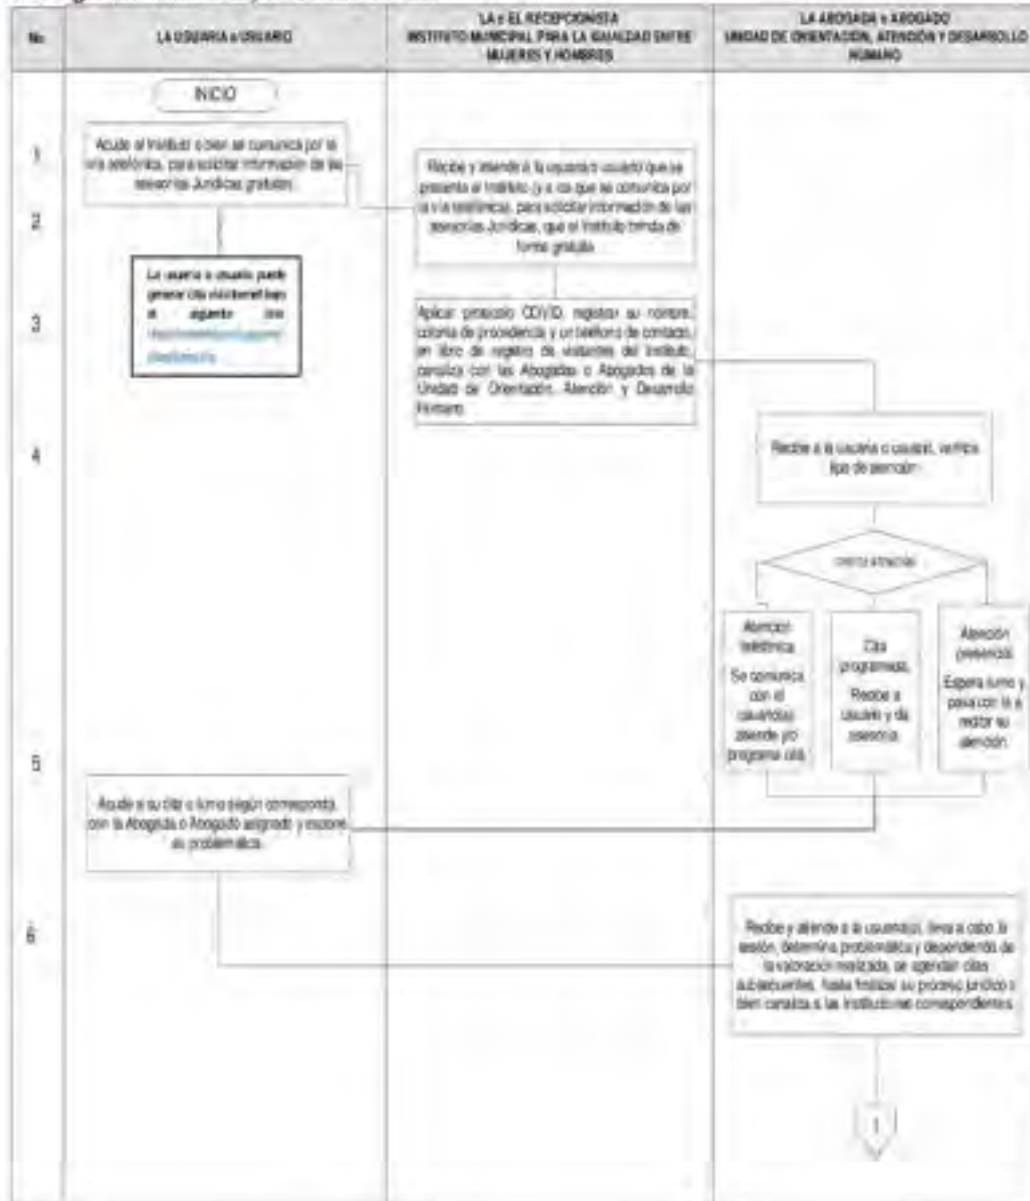 No.
LA USUARIA o USUARIO
LA o EL RECEPCIONISTA
INSTITUTO MUNICIPAL PARA LA IGUALDAD ENTRE
MUJERES Y HOMBRES
LA ABOGADA o ABOGADO
UNIDAD DE ORIENTACIÓN, ATENCIÓN Y DESARROLLO
HUMANO
INICIO
1
Acude al Instituto o bien se comunica por la
vía telefónica, para solicitar información de las
asesorías Jurídicas gratuitas.
2
Recibe y atiende a la usuaria o usuario que se
presenta al Instituto (y a los que se comunica por
la vía telefónica), para solicitar información de las
asesorías Jurídicas, que el Instituto brinda de
forma gratuita.
La usuaria o usuario puede
generar cita vía internet bajo
el siguiente
3
Aplicar protocolo COVID, registrar su nombre,
colonia de procedencia y un teléfono de contacto,
en libro de registro de visitantes del Instituto,
canaliza con las Abogadas o Abogados de la
Unidad de Orientación, Atención y Desarrollo
Humano.
4
Recibe a la usuaria o usuario, verifica
tipo de atención
Atención
telefónica.
Se comunica
con el
usuario(a)
atiende y/o
programa cita.
Cita
programada.
Recibe a
usuario y da
asesoría
Atención
presencial.
Espera turno y
pasa con la a
recibir su
atención.
5
Acude a su cita o turno según corresponda,
con la Abogada o Abogado asignado y expone
su problemática.
6
Recibe y atiende a la usuaria(o), lleva a cabo la
sesión, determina problemática y dependiendo de
la valoración realizada, se agendan citas
subsecuentes, hasta finalizar su proceso jurídico o
bien canaliza a las instituciones correspondientes.
1